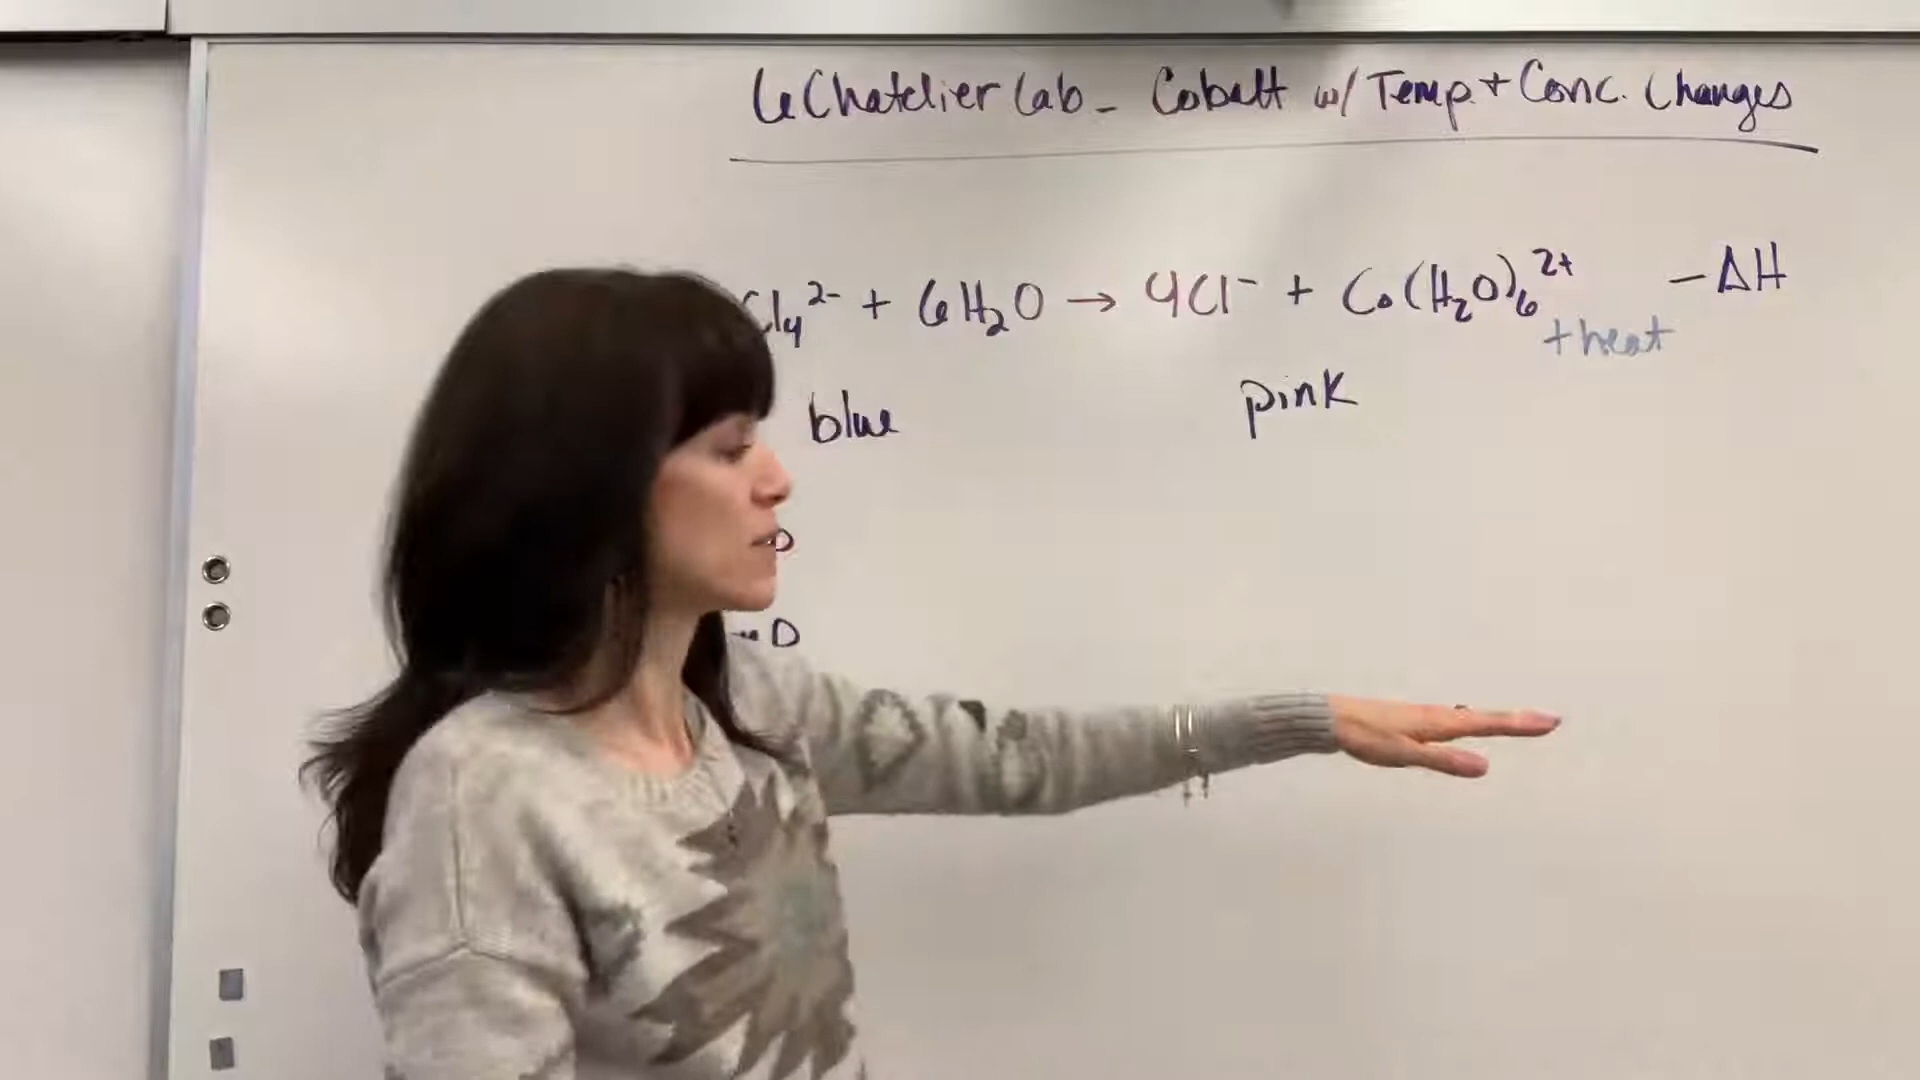 LeChatelier Lab - Cobalt w/ Temp. + Conc. Changes
Cl₄²⁻ + 6H₂O → 4Cl⁻ + Co(H₂O)₆²⁺ -ΔH
+ heat
blue pink